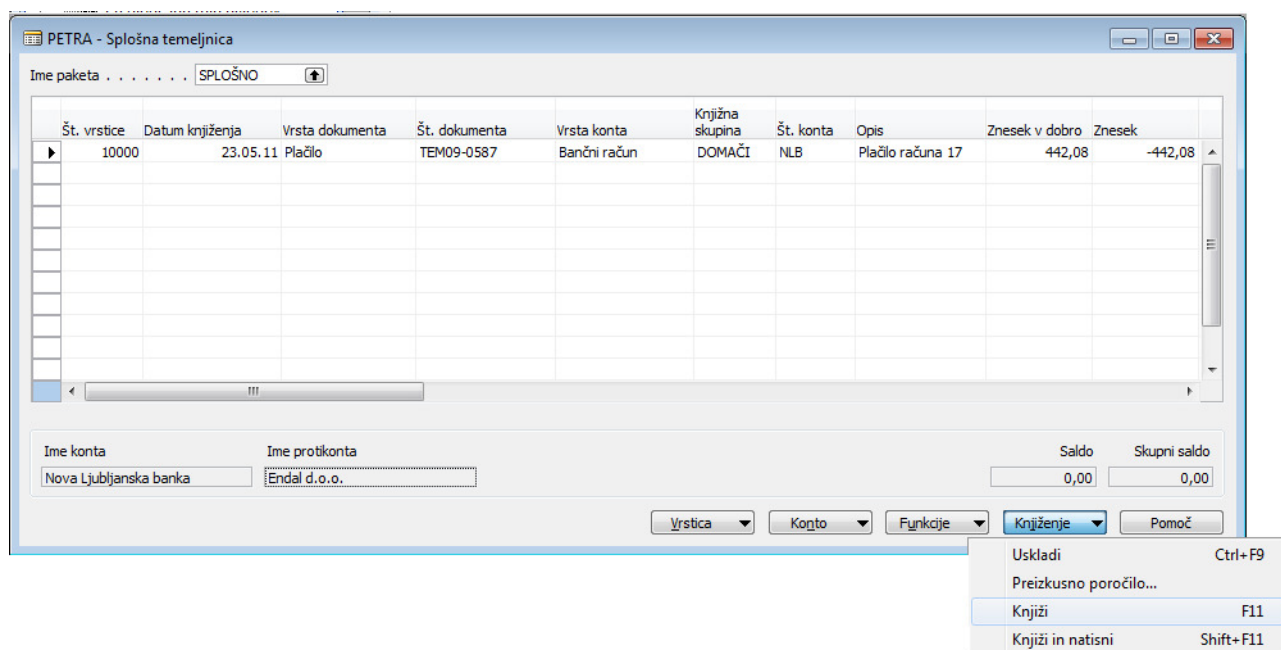 PETRA - Splošna temeljnica
Ime paketa . . . . . . . SPLOŠNO
Št. vrstice Datum knjiženja Vrsta dokumenta Št. dokumenta Vrsta konta Knjižna skupina Št. konta Opis Znesek v dobro Znesek
10000 23.05.11 Plačilo TEM09-0587 Bančni račun DOMAČI NLB Plačilo računa 17 442,08 -442,08
Ime konta Ime protikonta Saldo Skupni saldo
Nova Ljubljanska banka Endal d.o.o. 0,00 0,00
Vrstica Konto Funkcije Knjiženje Pomoč
Uskladi Ctrl+F9
Preizkusno poročilo...
Knjiži F11
Knjiži in natisni Shift+F11